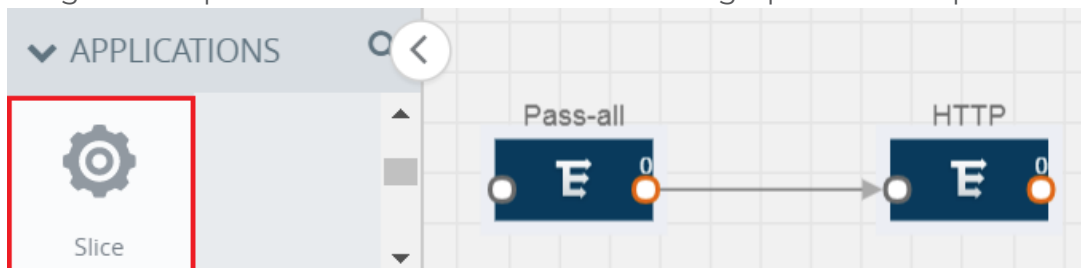 APPLICATIONS
Slice
Pass-all
0
HTTP
0